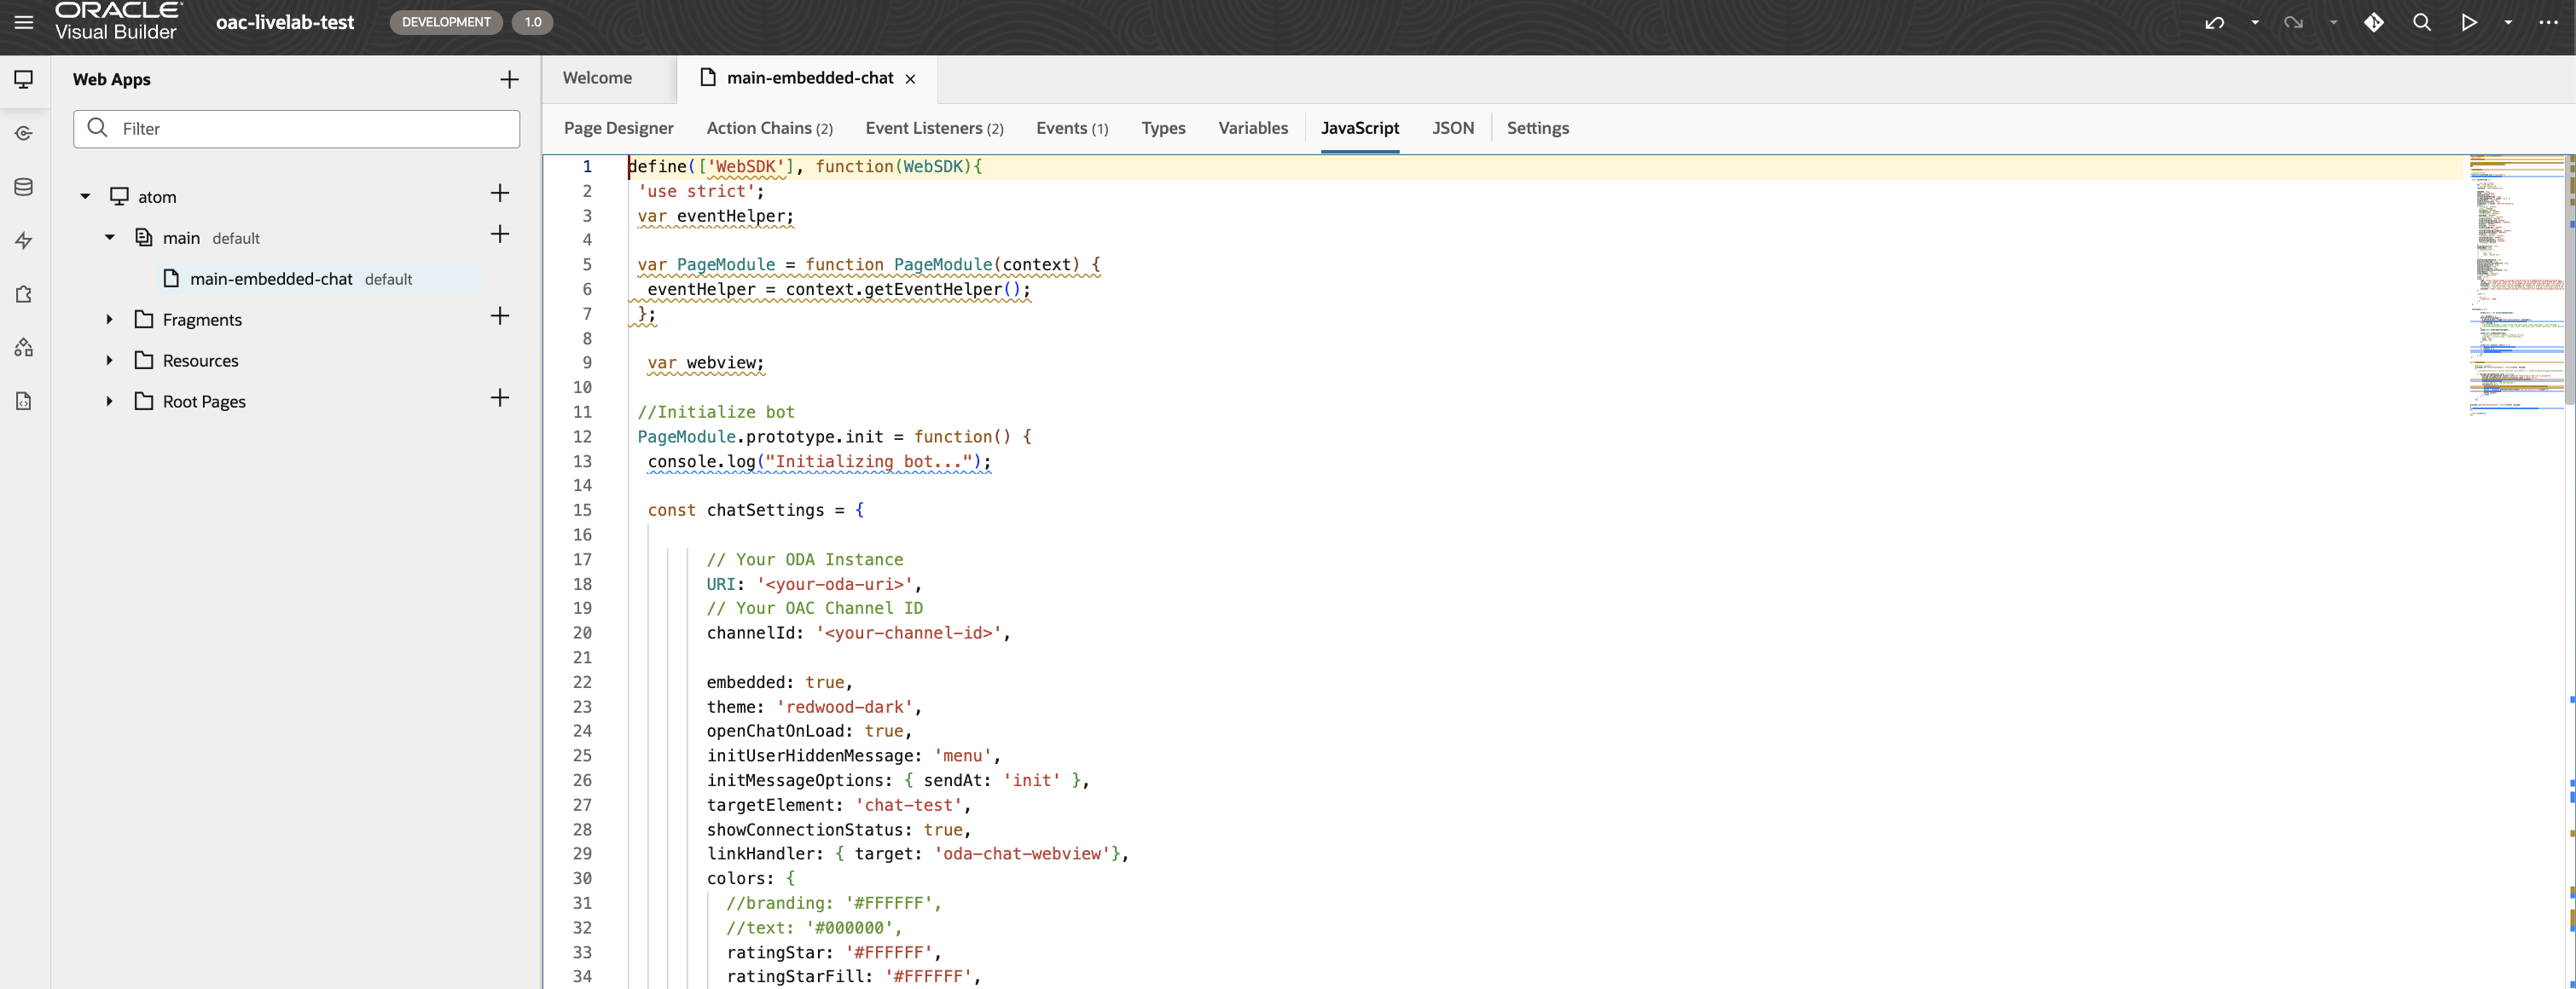 ORACLE
Visual Builder
oac-livelab-test
DEVELOPMENT
1.0
Web Apps
Filter
atom
main default
main-embedded-chat default
Fragments
Resources
Root Pages
Welcome
main-embedded-chat
Page Designer
Action Chains (2)
Event Listeners (2)
Events (1)
Types
Variables
JavaScript
JSON
Settings
1 define(['WebSDK'], function(WebSDK){
2 'use strict';
3 var eventHelper;
4
5 var PageModule = function PageModule(context) {
6 eventHelper = context.getEventHelper();
7 };
8
9 var webview;
10
11 //Initialize bot
12 PageModule.prototype.init = function() {
13 console.log("Initializing bot...");
14
15 const chatSettings = {
16
17 // Your ODA Instance
18 URI: '<your-oda-uri>',
19 // Your OAC Channel ID
20 channelId: '<your-channel-id>',
21
22 embedded: true,
23 theme: 'redwood-dark',
24 openChatOnLoad: true,
25 initUserHiddenMessage: 'menu',
26 initMessageOptions: { sendAt: 'init' },
27 targetElement: 'chat-test',
28 showConnectionStatus: true,
29 linkHandler: { target: 'oda-chat-webview'},
30 colors: {
31 //branding: '#FFFFFF',
32 //text: '#000000',
33 ratingStar: '#FFFFFF',
34 ratingStarFill: '#FFFFFF',